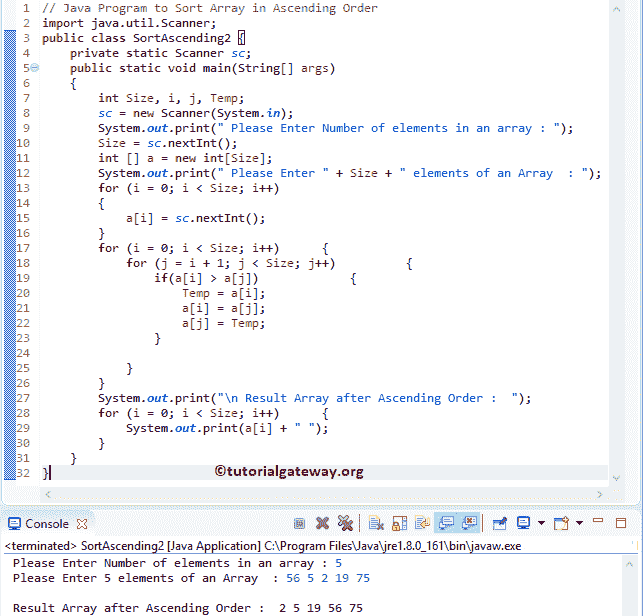 1 // Java Program to Sort Array in Ascending Order
2 import java.util.Scanner;
3 public class SortAscending2 {
4     private static Scanner sc;
5     public static void main(String[] args)
6     {
7         int Size, i, j, Temp;
8         sc = new Scanner(System.in);
9         System.out.print(" Please Enter Number of elements in an array : ");
10         Size = sc.nextInt();
11         int [] a = new int[Size];
12         System.out.print(" Please Enter " + Size + " elements of an Array  : ");
13         for (i = 0; i < Size; i++)
14         {
15             a[i] = sc.nextInt();
16         }
17         for (i = 0; i < Size; i++)      {
18             for (j = i + 1; j < Size; j++)          {
19                 if(a[i] > a[j])             {
20                     Temp = a[i];
21                     a[i] = a[j];
22                     a[j] = Temp;
23                 }
24
25             }
26         }
27         System.out.print("\n Result Array after Ascending Order :  ");
28         for (i = 0; i < Size; i++)      {
29             System.out.print(a[i] + " ");
30         }
31     }
32 }
©tutorialgateway.org
Console
<terminated> SortAscending2 [Java Application] C:\Program Files\Java\jre1.8.0_161\bin\javaw.exe
Please Enter Number of elements in an array : 5
Please Enter 5 elements of an Array  : 56 5 2 19 75
Result Array after Ascending Order :  2 5 19 56 75